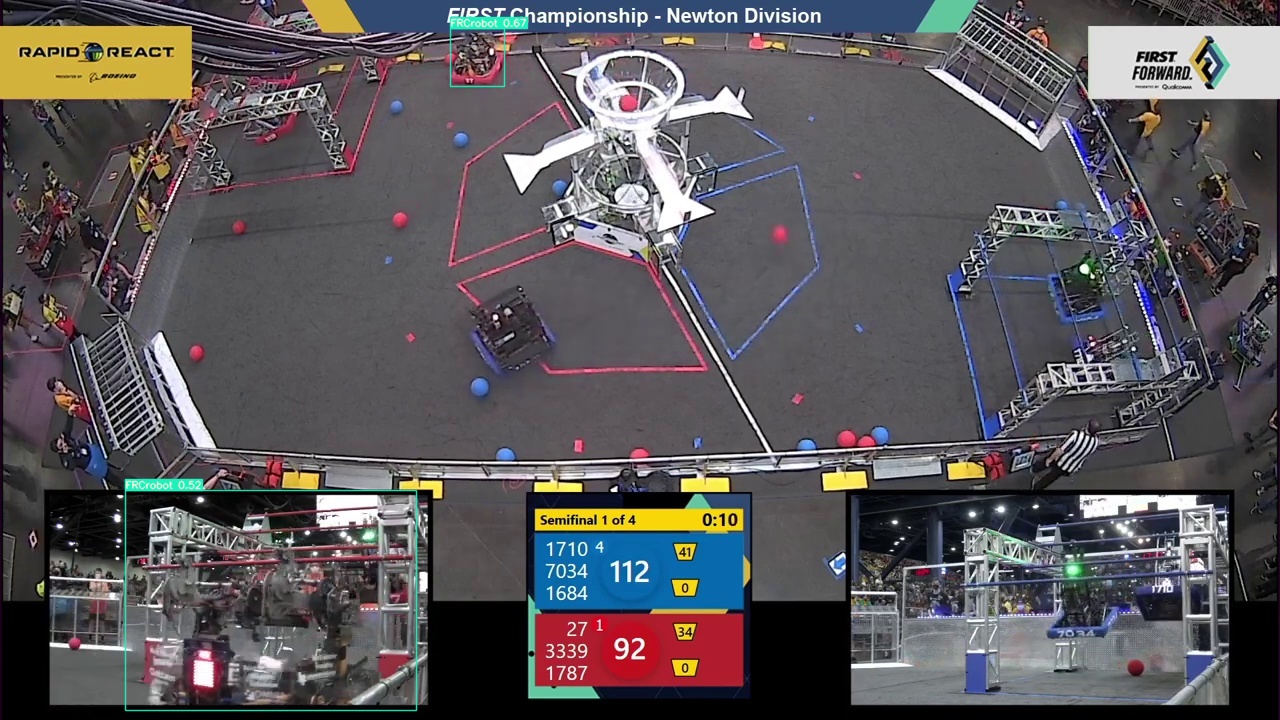 FIRST Championship - Newton Division
FRCrobot 0.67
RAPID REACT
PRESENTED BY BOEING
FIRST
FORWARD
PRESENTED BY Qualcomm
FRCrobot 0.52
Semifinal 1 of 4 0:10
1710 4
7034
1684
112
41
0
27 1
3339
1787
92
34
0
1710
7034